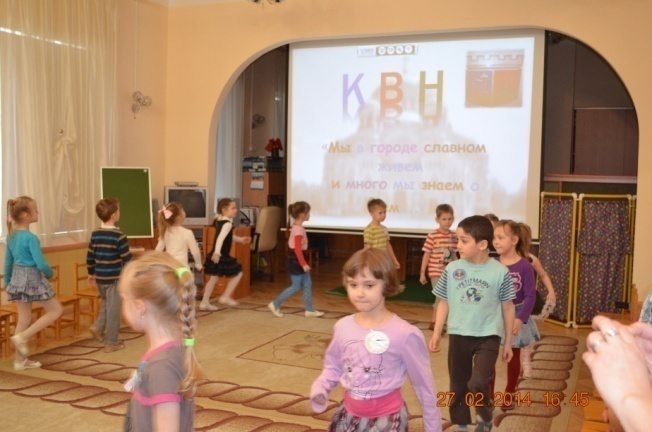 КВН
"Мы в городе славном
живем
и много мы знаем о
27 02 2014 16:45